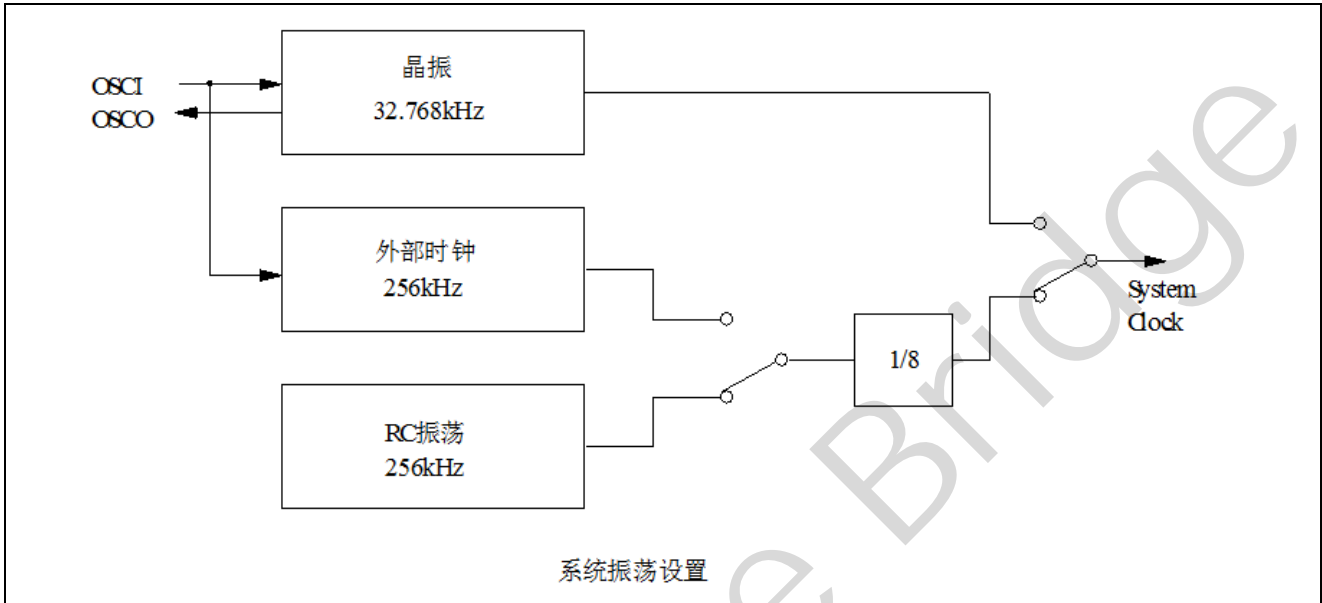 OSCI
OSCO
晶振
32.768kHz
外部时钟
256kHz
RC振荡
256kHz
1/8
System
Clock
系统振荡设置
e Bridge